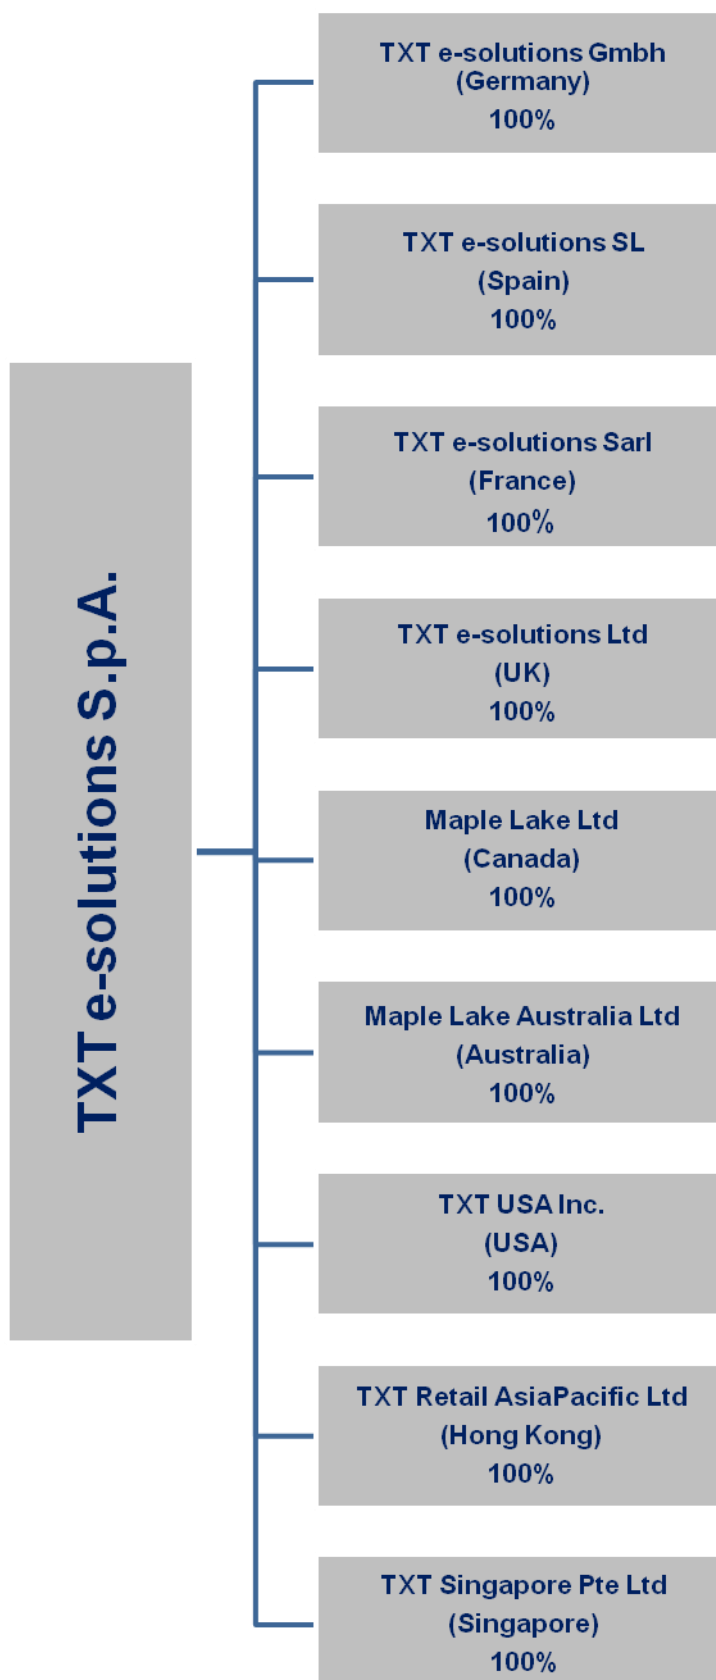 TXT e-solutions S.p.A.
TXT e-solutions Gmbh
(Germany)
100%
TXT e-solutions SL
(Spain)
100%
TXT e-solutions Sarl
(France)
100%
TXT e-solutions Ltd
(UK)
100%
Maple Lake Ltd
(Canada)
100%
Maple Lake Australia Ltd
(Australia)
100%
TXT USA Inc.
(USA)
100%
TXT Retail AsiaPacific Ltd
(Hong Kong)
100%
TXT Singapore Pte Ltd
(Singapore)
100%